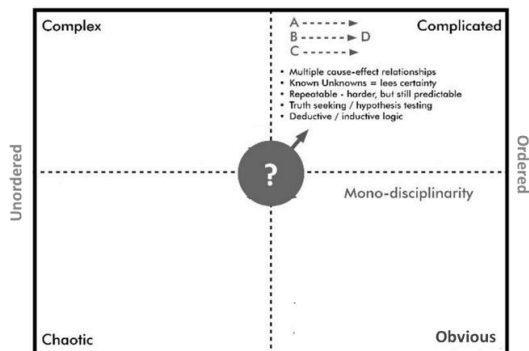 Complex
Complicated
A
B D
C
• Multiple cause-effect relationships
• Known Unknowns = lees certainty
• Repeatable - harder, but still predictable
• Truth seeking / hypothesis testing
• Deductive / inductive logic
Unordered
?
Ordered
Mono-disciplinarity
Chaotic
Obvious